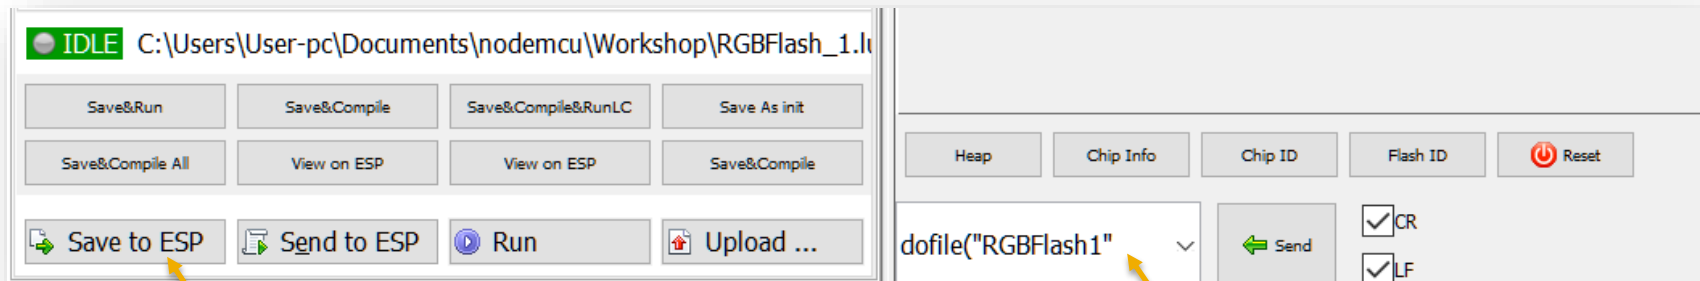 IDLE C:\Users\User-pc\Documents\nodemcu\Workshop\RGBFlash_1.lu
Save&Run Save&Compile Save&Compile&RunLC Save As init
Save&Compile All View on ESP View on ESP Save&Compile
Save to ESP Send to ESP Run Upload ...
Heap Chip Info Chip ID Flash ID Reset
dofile("RGBFlash1" Send
CR
LF